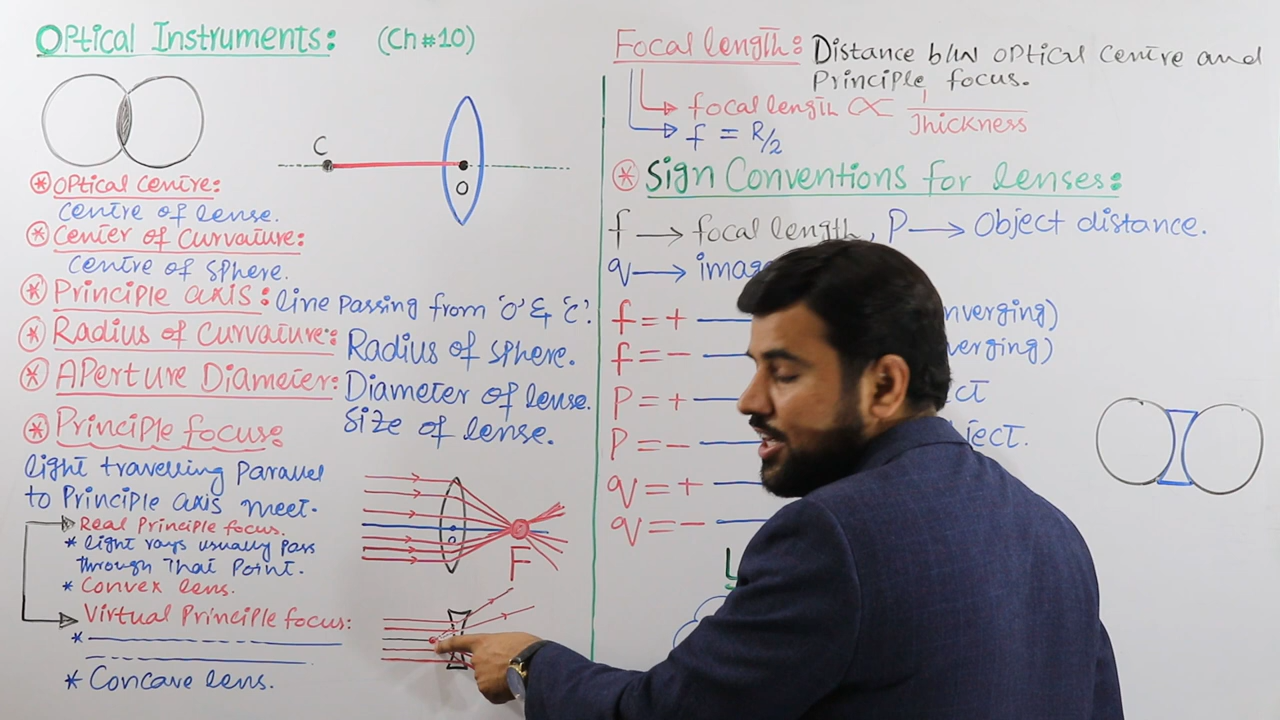 Optical Instruments: (Ch#10)
C
O
* Optical Centre:
Centre of lense.
* Center of Curvature:
Centre of sphere.
* Principle axis: line passing from 'O' & 'C'.
* Radius of Curvature: Radius of sphere.
* Aperture Diameter: Diameter of lense.
size of lense.
* Principle focus:
light travelling parallel
to Principle axis meet.
Real Principle focus.
* light rays usually pass
through that point.
* Convex lens.
Virtual Principle focus:
*
* Concave lens.
O
F
Focal length: Distance b/w optical centre and
Principle focus.
focal length ∝ 1/Thickness
f = R/2
* Sign Conventions for lenses:
f → focal length, P → Object distance.
q → imag
f = + nverging)
f = - verging)
P = + ct
P = - ject.
q = +
q = -